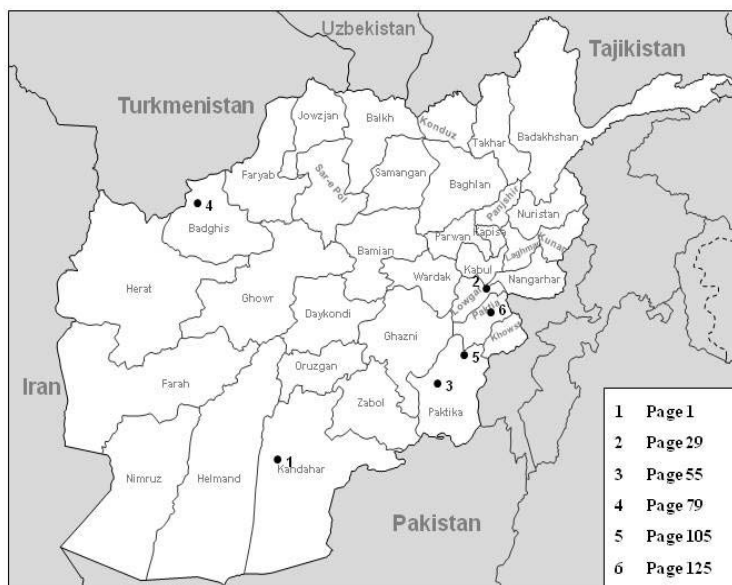 Uzbekistan
Tajikistan
Turkmenistan
Jowzjan
Balkh
Konduz
Takhar
Badakhshan
Faryab
Sar-e Pol
Samangan
Baghlan
Panjshir
Nuristan
4
Badghis
Parwan
Kapisa
Laghman
Kunar
Bamian
Kabul
Wardak
Nangarhar
Herat
Ghowr
Daykondi
2
Lowgar
Paktia
6
Khowst
Ghazni
5
Iran
Farah
Oruzgan
3
Zabol
Paktika
1
Kandahar
Nimruz
Helmand
Pakistan
1 Page 1
2 Page 29
3 Page 55
4 Page 79
5 Page 105
6 Page 125